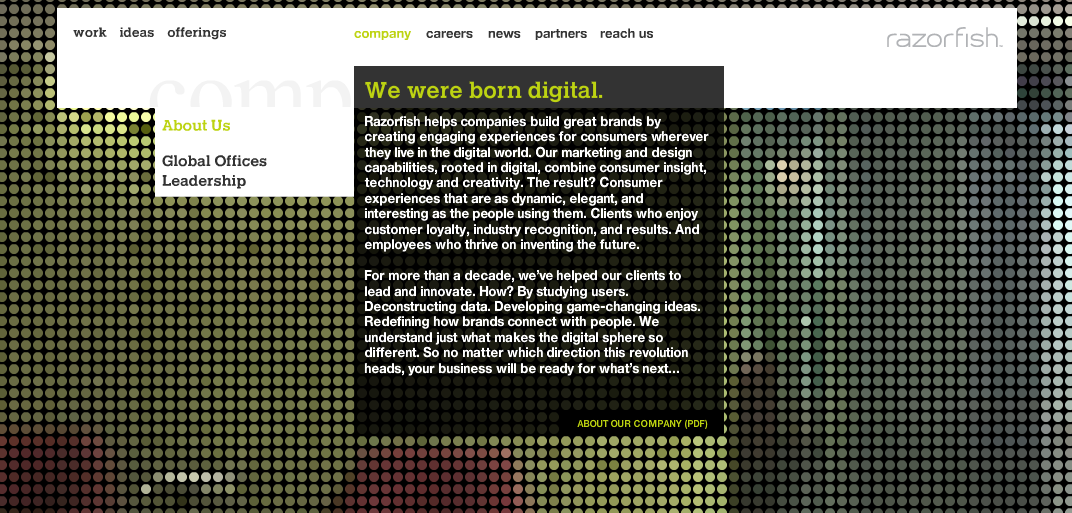 work ideas offerings
company careers news partners reach us
razorfish
comp
We were born digital.
About Us
Global Offices
Leadership
Razorfish helps companies build great brands by
creating engaging experiences for consumers wherever
they live in the digital world. Our marketing and design
capabilities, rooted in digital, combine consumer insight,
technology and creativity. The result? Consumer
experiences that are as dynamic, elegant, and
interesting as the people using them. Clients who enjoy
customer loyalty, industry recognition, and results. And
employees who thrive on inventing the future.
For more than a decade, we've helped our clients to
lead and innovate. How? By studying users.
Deconstructing data. Developing game-changing ideas.
Redefining how brands connect with people. We
understand just what makes the digital sphere so
different. So no matter which direction this revolution
heads, your business will be ready for what's next...
ABOUT OUR COMPANY (PDF)